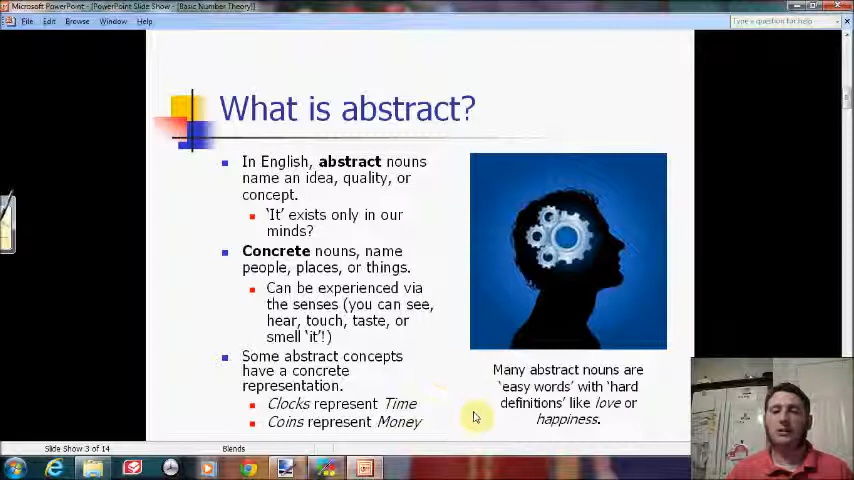 Microsoft PowerPoint - [PowerPoint Slide Show - [Basic Number Theory]]
File Edit Browse Window Help
Type a question for help
What is abstract?
In English, abstract nouns
name an idea, quality, or
concept.
‘It’ exists only in our
minds?
Concrete nouns, name
people, places, or things.
Can be experienced via
the senses (you can see,
hear, touch, taste, or
smell ‘it’!)
Some abstract concepts
have a concrete
representation.
Clocks represent Time
Coins represent Money
Many abstract nouns are
‘easy words’ with ‘hard
definitions’ like love or
happiness.
Slide Show 3 of 14
Blends